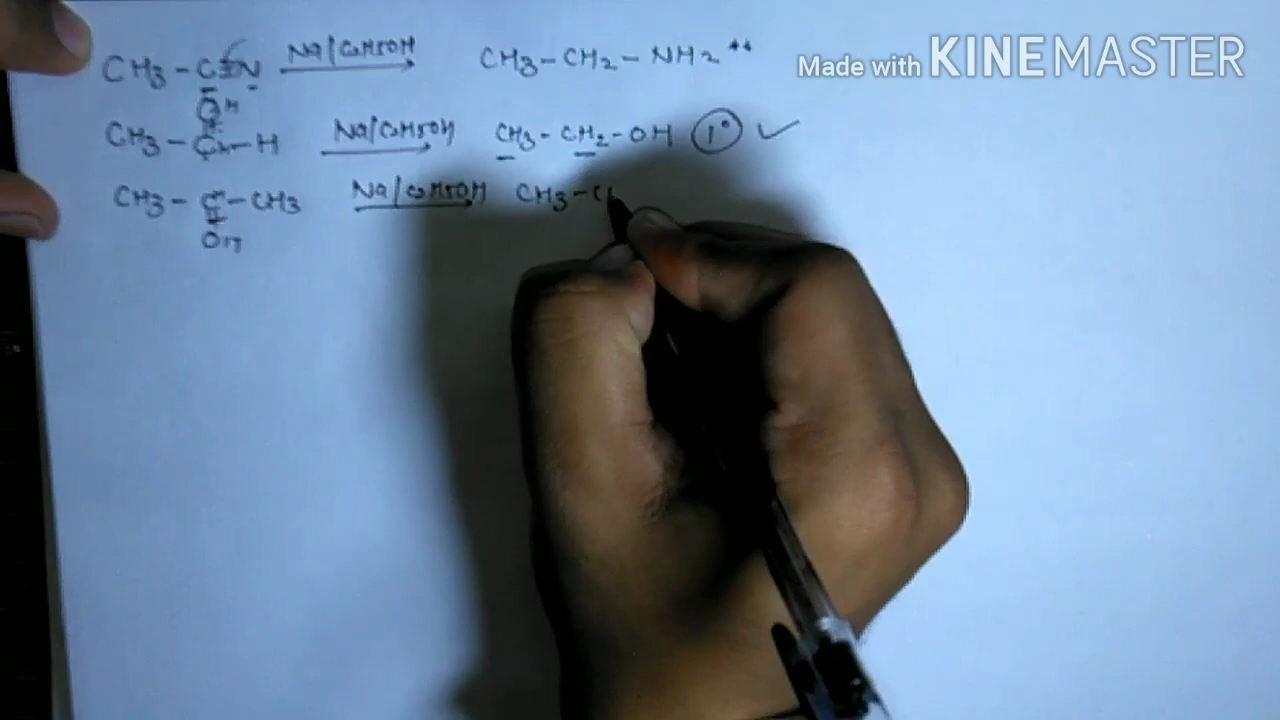 CH3-C≡N Na/C2H5OH CH3-CH2-NH2 **
Made with KINEMASTER
OH
CH3-C-H Na/C2H5OH CH3-CH2-OH 1° ✓
CH3-C-CH3 Na/C2H5OH CH3-C
OH